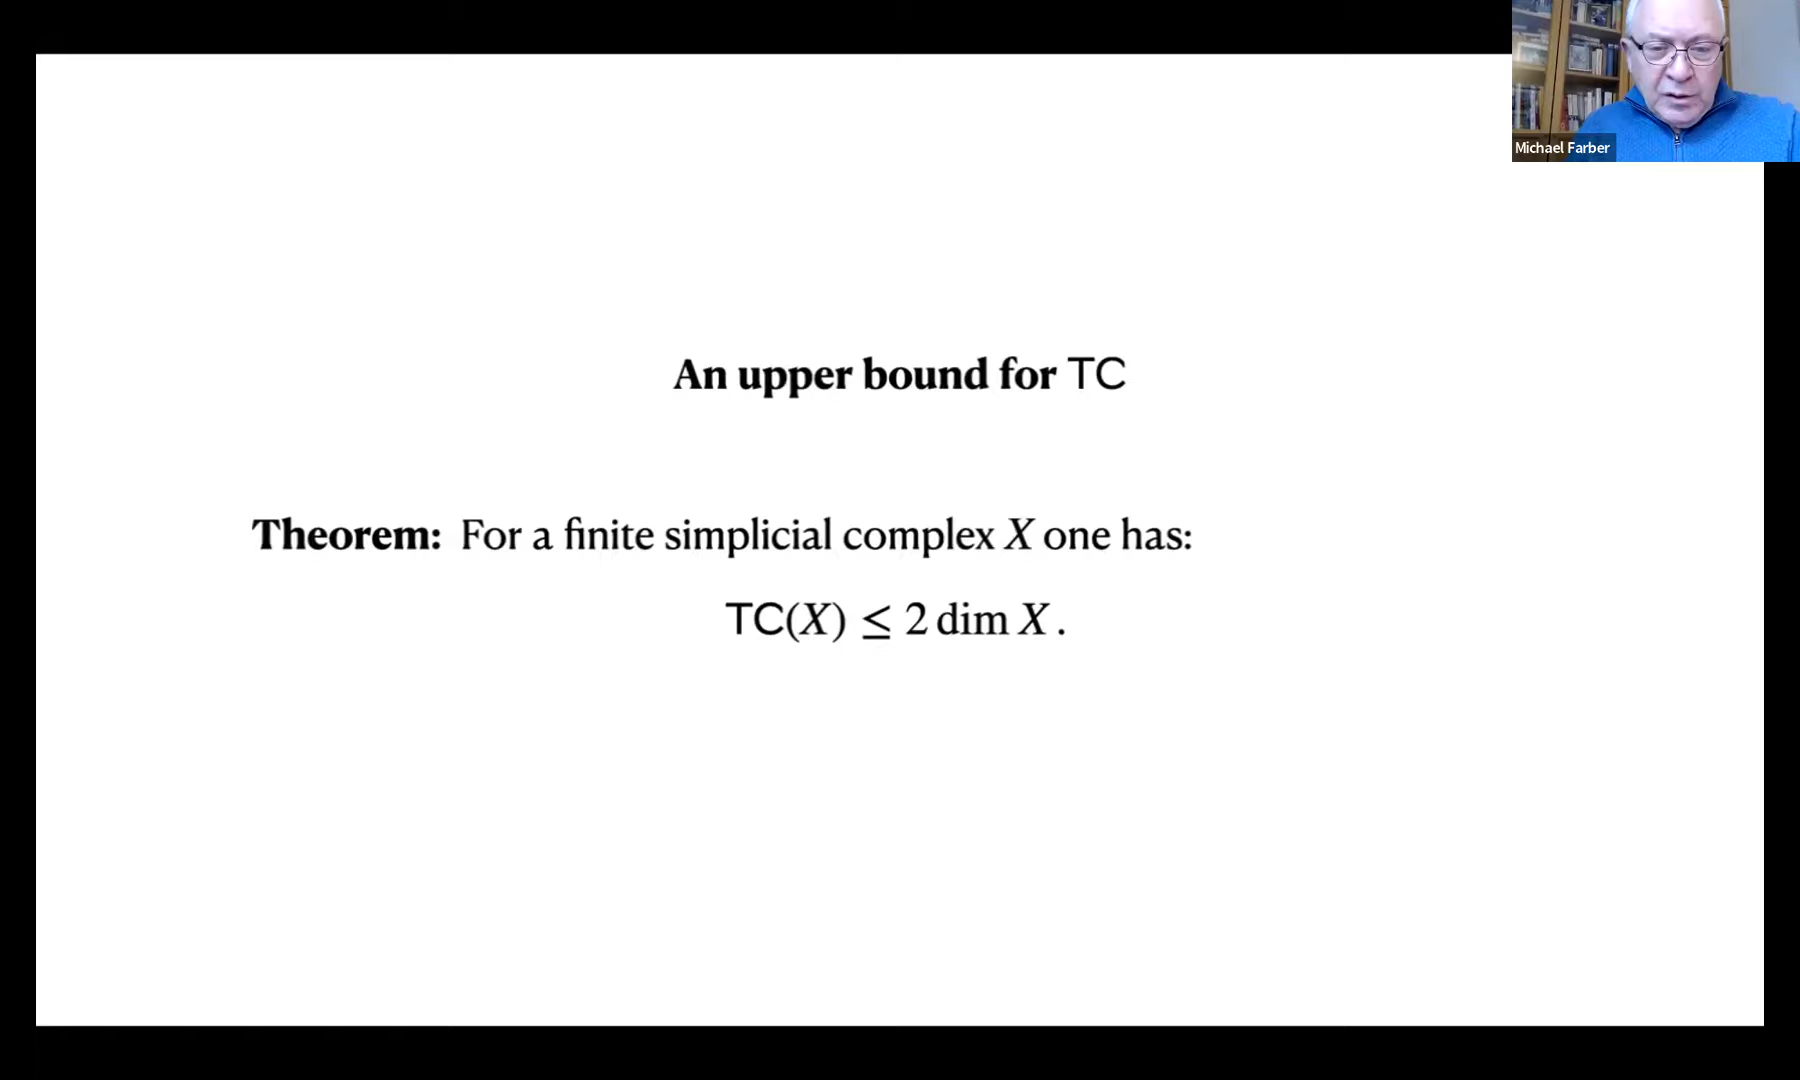 Michael Farber
An upper bound for TC
Theorem: For a finite simplicial complex X one has:
TC(X) ≤ 2 dim X .